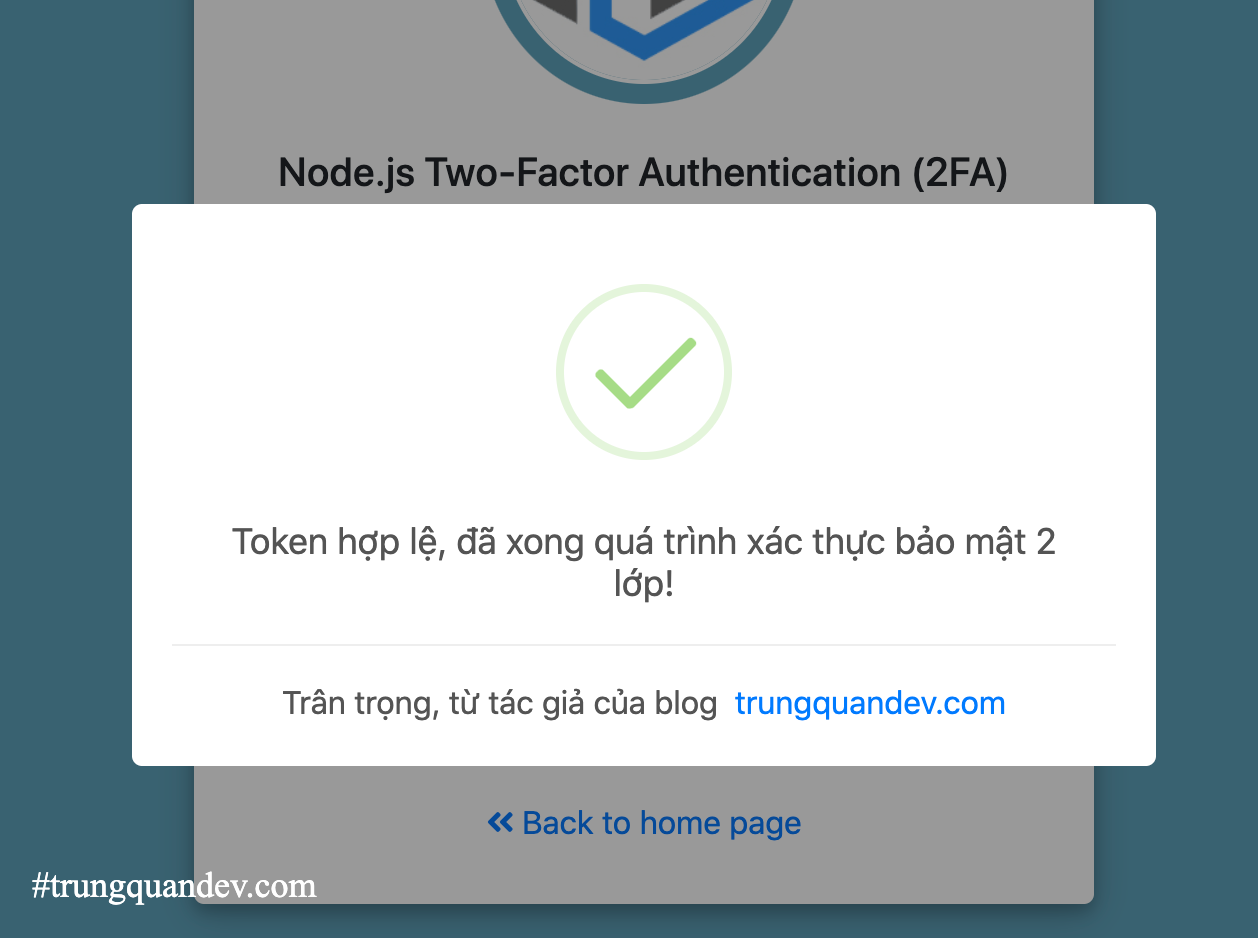 Node.js Two-Factor Authentication (2FA)
Token hợp lệ, đã xong quá trình xác thực bảo mật 2
lớp!
Trân trọng, từ tác giả của blog trungquandev.com
Back to home page
#trungquandev.com